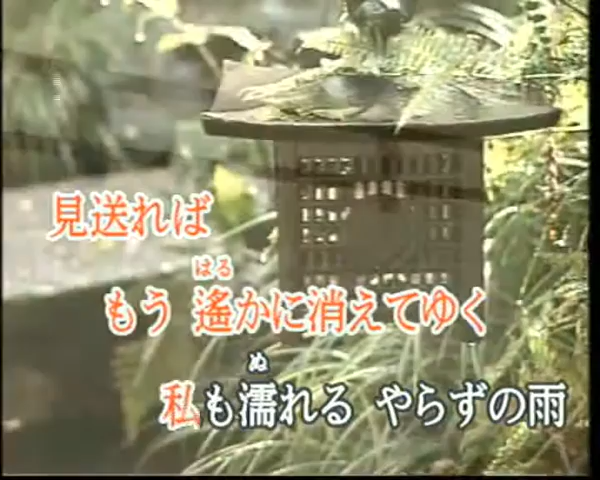 見送れば
はる
もう 遙かに消えてゆく
ぬ
私も濡れる やらずの雨